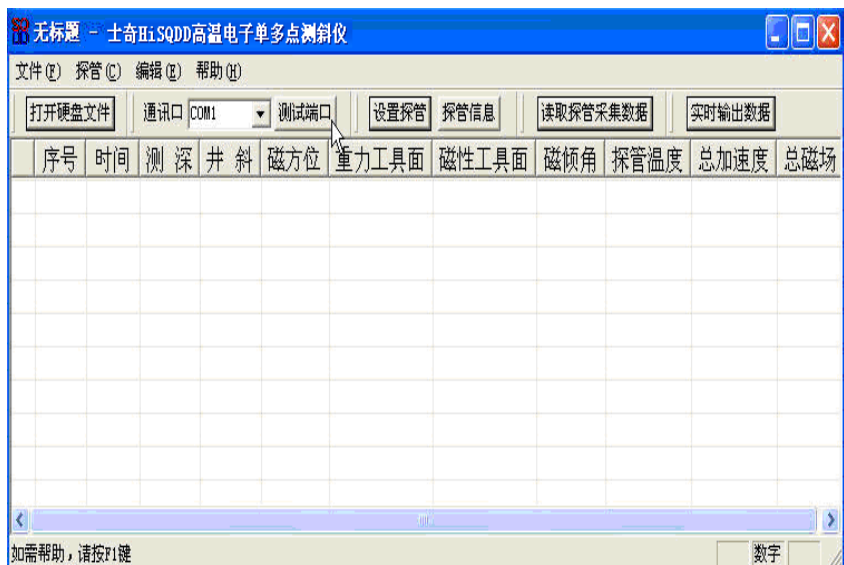 无标题 - 士奇HiSQDD高温电子单多点测斜仪
文件(F) 探管(C) 编辑(E) 帮助(H)
打开硬盘文件 通讯口 COM1 测试端口 设置探管 探管信息 读取探管采集数据 实时输出数据
序号 时间 测 深 井 斜 磁方位 重力工具面 磁性工具面 磁倾角 探管温度 总加速度 总磁场
如需帮助，请按F1键 数字